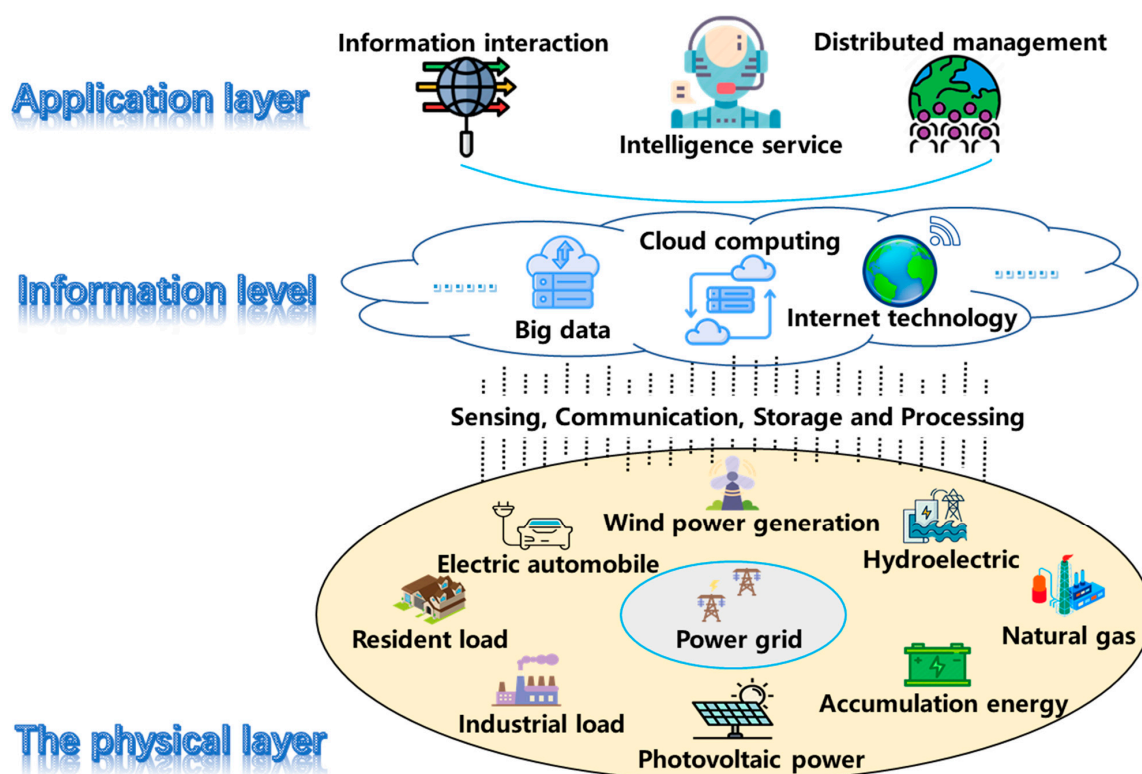 Information interaction
Distributed management
Application layer
Intelligence service
Cloud computing
Information level
......
......
Big data
Internet technology
Sensing, Communication, Storage and Processing
Wind power generation
Electric automobile
Hydroelectric
Resident load
Power grid
Natural gas
Industrial load
Accumulation energy
The physical layer
Photovoltaic power